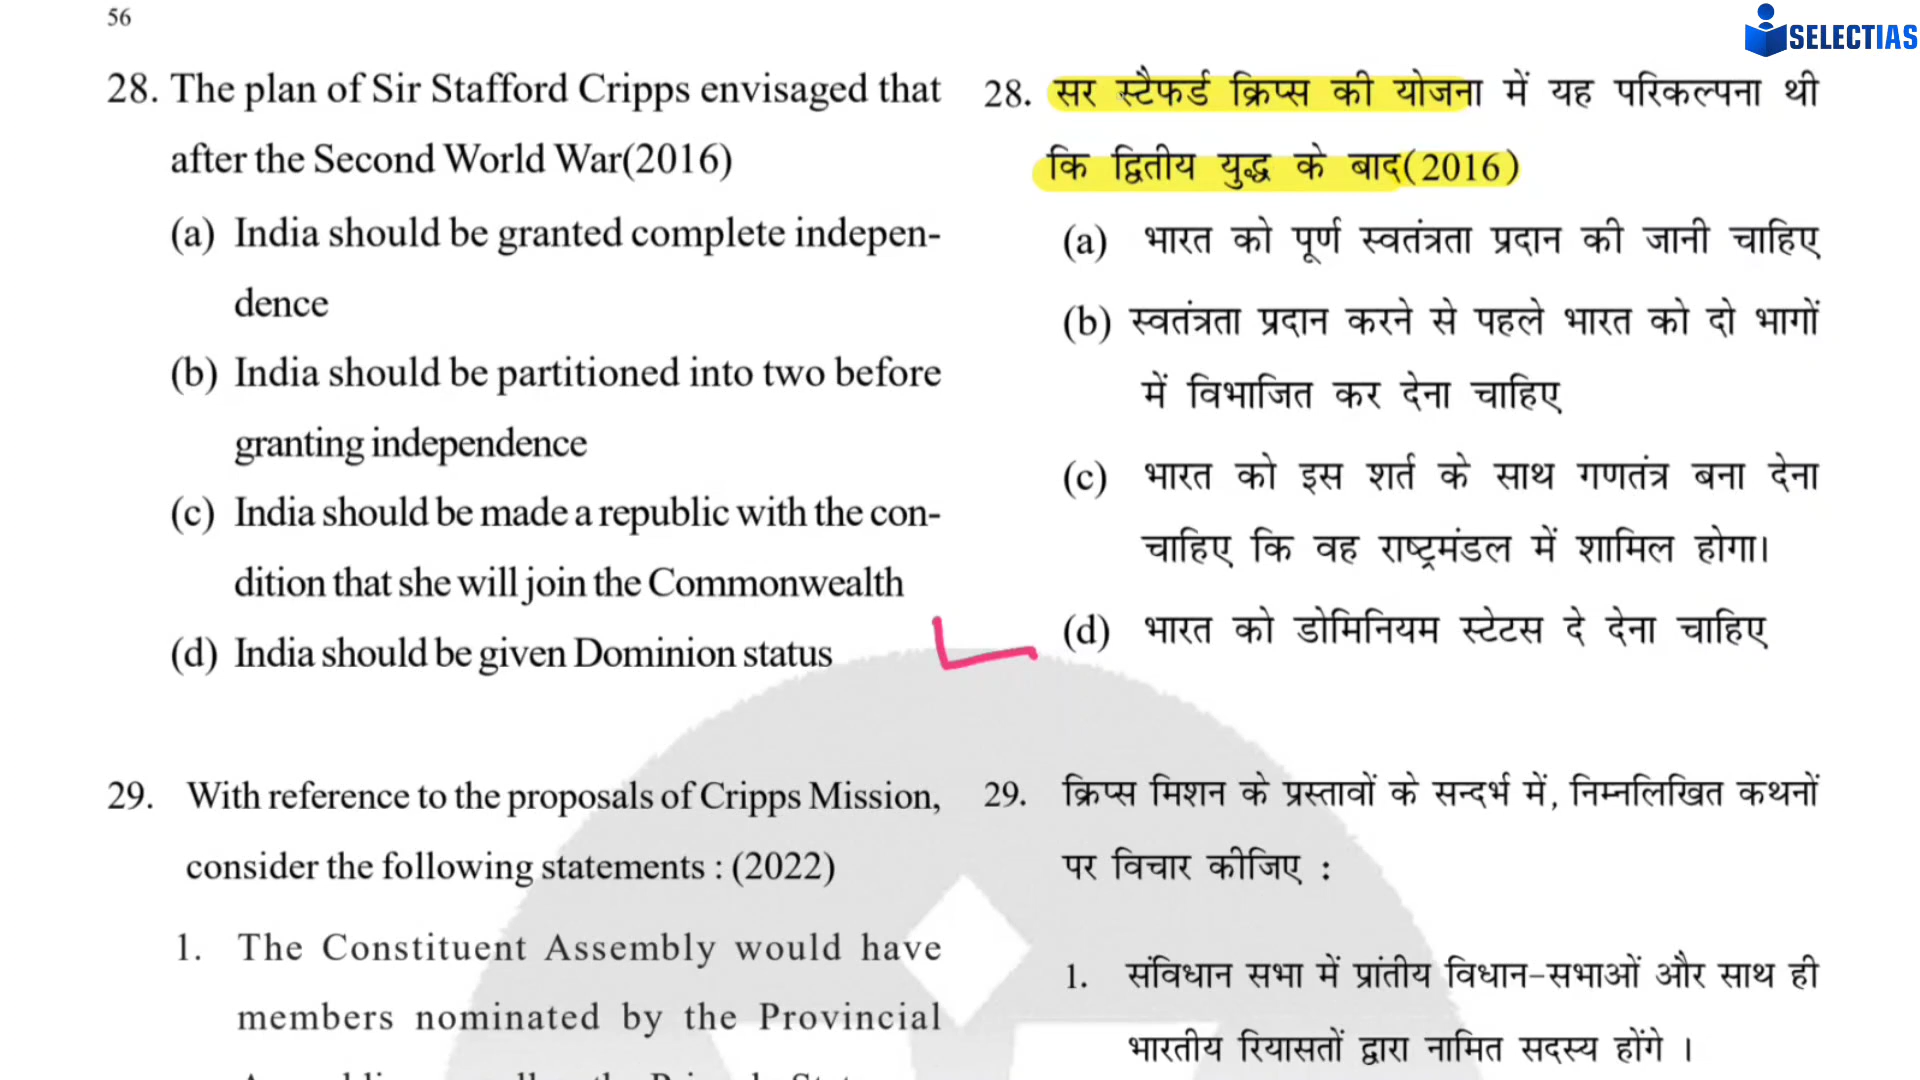 56
SELECTIAS
28. The plan of Sir Stafford Cripps envisaged that
after the Second World War(2016)
(a) India should be granted complete indepen-
dence
(b) India should be partitioned into two before
granting independence
(c) India should be made a republic with the con-
dition that she will join the Commonwealth
(d) India should be given Dominion status
29. With reference to the proposals of Cripps Mission,
consider the following statements : (2022)
1. The Constituent Assembly would have
members nominated by the Provincial
28. सर स्टैफर्ड क्रिप्स की योजना में यह परिकल्पना थी
कि द्वितीय युद्ध के बाद(2016)
(a) भारत को पूर्ण स्वतंत्रता प्रदान की जानी चाहिए
(b) स्वतंत्रता प्रदान करने से पहले भारत को दो भागों
में विभाजित कर देना चाहिए
(c) भारत को इस शर्त के साथ गणतंत्र बना देना
चाहिए कि वह राष्ट्रमंडल में शामिल होगा।
(d) भारत को डोमिनियम स्टेटस दे देना चाहिए
29. क्रिप्स मिशन के प्रस्तावों के सन्दर्भ में, निम्नलिखित कथनों
पर विचार कीजिए :
1. संविधान सभा में प्रांतीय विधान-सभाओं और साथ ही
भारतीय रियासतों द्वारा नामित सदस्य होंगे ।